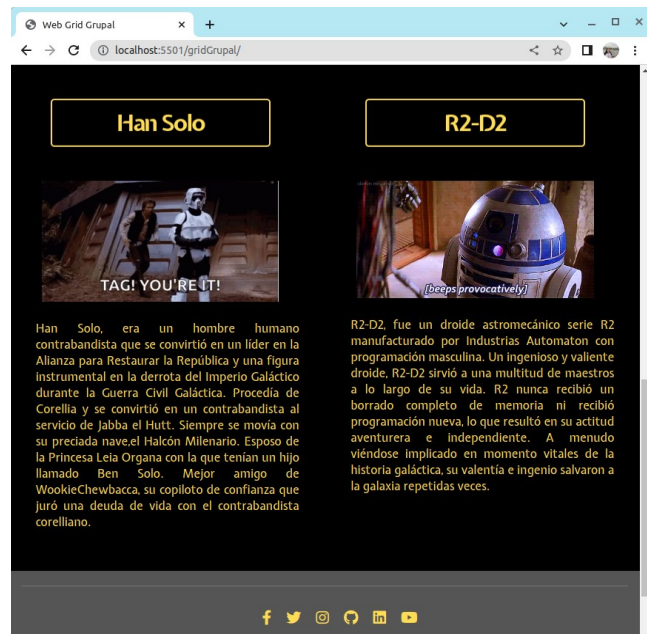 Web Grid Grupal
localhost:5501/gridGrupal/
Han Solo
TAG! YOU'RE IT!
Han Solo, era un hombre humano
contrabandista que se convirtió en un líder en la
Alianza para Restaurar la República y una figura
instrumental en la derrota del Imperio Galáctico
durante la Guerra Civil Galáctica. Procedía de
Corellia y se convirtió en un contrabandista al
servicio de Jabba el Hutt. Siempre se movía con
su preciada nave,el Halcón Milenario. Esposo de
la Princesa Leia Organa con la que tenían un hijo
llamado Ben Solo. Mejor amigo de
WookieChewbacca, su copiloto de confianza que
juró una deuda de vida con el contrabandista
corelliano.
R2-D2
[beeps provocatively]
R2-D2, fue un droide astromecánico serie R2
manufacturado por Industrias Automaton con
programación masculina. Un ingenioso y valiente
droide, R2-D2 sirvió a una multitud de maestros
a lo largo de su vida. R2 nunca recibió un
borrado completo de memoria ni recibió
programación nueva, lo que resultó en su actitud
aventurera e independiente. A menudo
viéndose implicado en momento vitales de la
historia galáctica, su valentía e ingenio salvaron a
la galaxia repetidas veces.